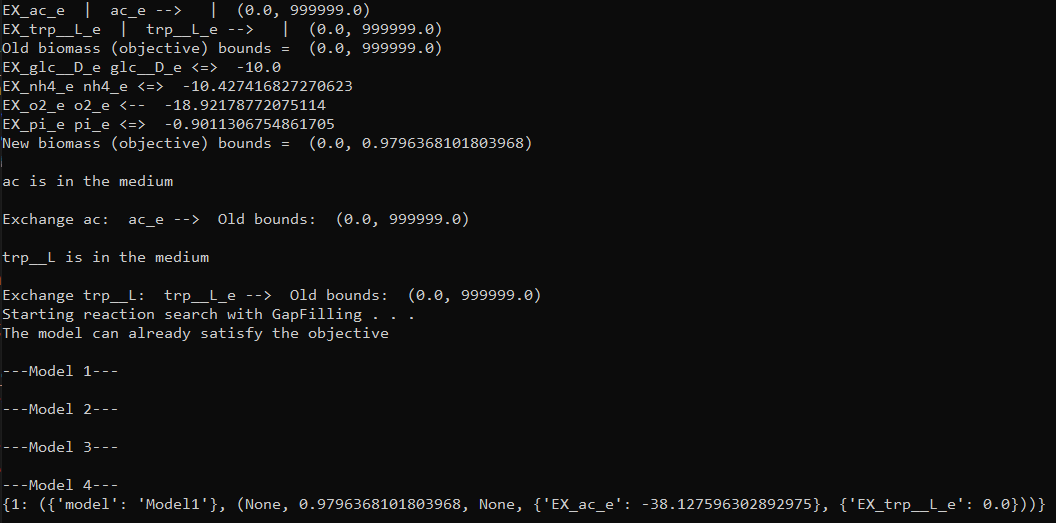 EX_ac_e  |  ac_e -->   |  (0.0, 999999.0)
EX_trp__L_e  |  trp__L_e -->   |  (0.0, 999999.0)
Old biomass (objective) bounds =  (0.0, 999999.0)
EX_glc__D_e glc__D_e <=>  -10.0
EX_nh4_e nh4_e <=>  -10.427416827270623
EX_o2_e o2_e <--  -18.92178772075114
EX_pi_e pi_e <=>  -0.9011306754861705
New biomass (objective) bounds =  (0.0, 0.9796368101803968)
ac is in the medium
Exchange ac:  ac_e -->  Old bounds:  (0.0, 999999.0)
trp__L is in the medium
Exchange trp__L:  trp__L_e -->  Old bounds:  (0.0, 999999.0)
Starting reaction search with GapFilling . . .
The model can already satisfy the objective
---Model 1---
---Model 2---
---Model 3---
---Model 4---
{1: ({'model': 'Model1'}, (None, 0.9796368101803968, None, {'EX_ac_e': -38.127596302892975}, {'EX_trp__L_e': 0.0}))}